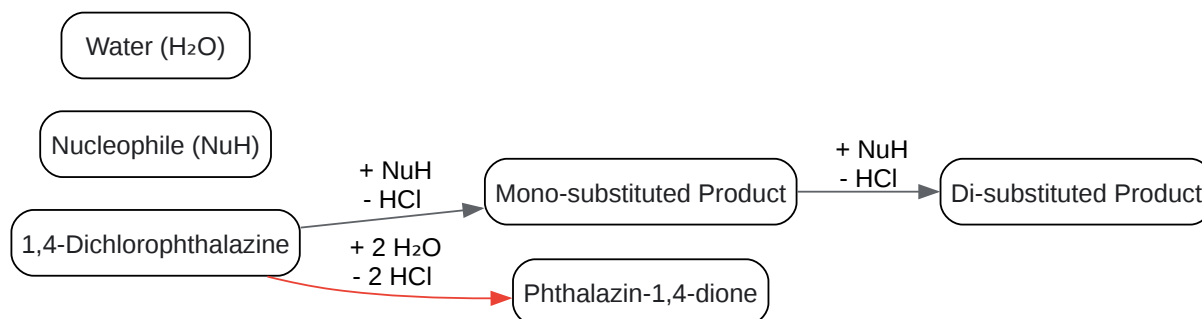 Water (H₂O)
Nucleophile (NuH)
+ NuH
- HCl
+ NuH
- HCl
Mono-substituted Product
Di-substituted Product
1,4-Dichlorophthalazine
+ 2 H₂O
- 2 HCl
Phthalazin-1,4-dione